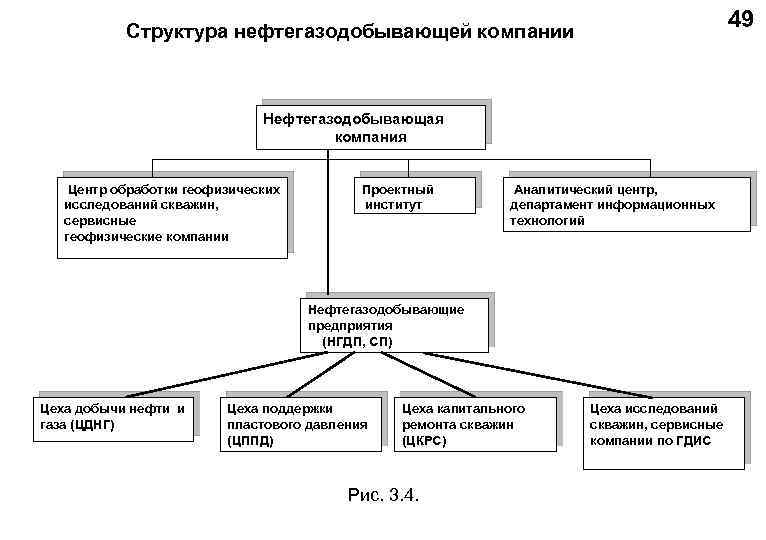 49
Структура нефтегазодобывающей компании
Нефтегазодобывающая
компания
Центр обработки геофизических
исследований скважин,
сервисные
геофизические компании
Проектный
институт
Аналитический центр,
департамент информационных
технологий
Нефтегазодобывающие
предприятия
(НГДП, СП)
Цеха добычи нефти и
газа (ЦДНГ)
Цеха поддержки
пластового давления
(ЦППД)
Цеха капитального
ремонта скважин
(ЦКРС)
Цеха исследований
скважин, сервисные
компании по ГДИС
Рис. 3.4.